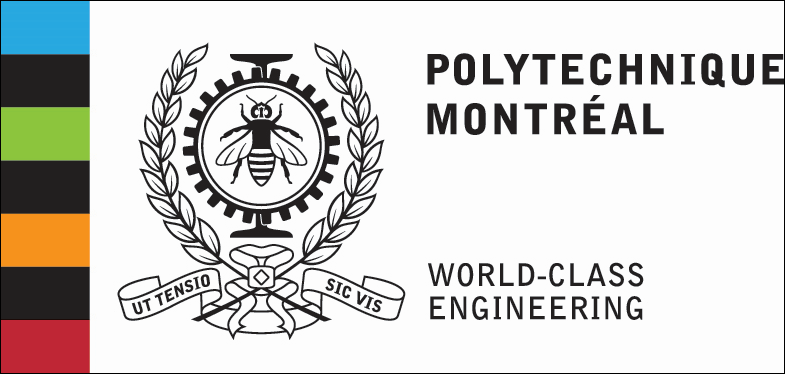 POLYTECHNIQUE
MONTRÉAL
UT TENSIO
SIC VIS
WORLD-CLASS
ENGINEERING